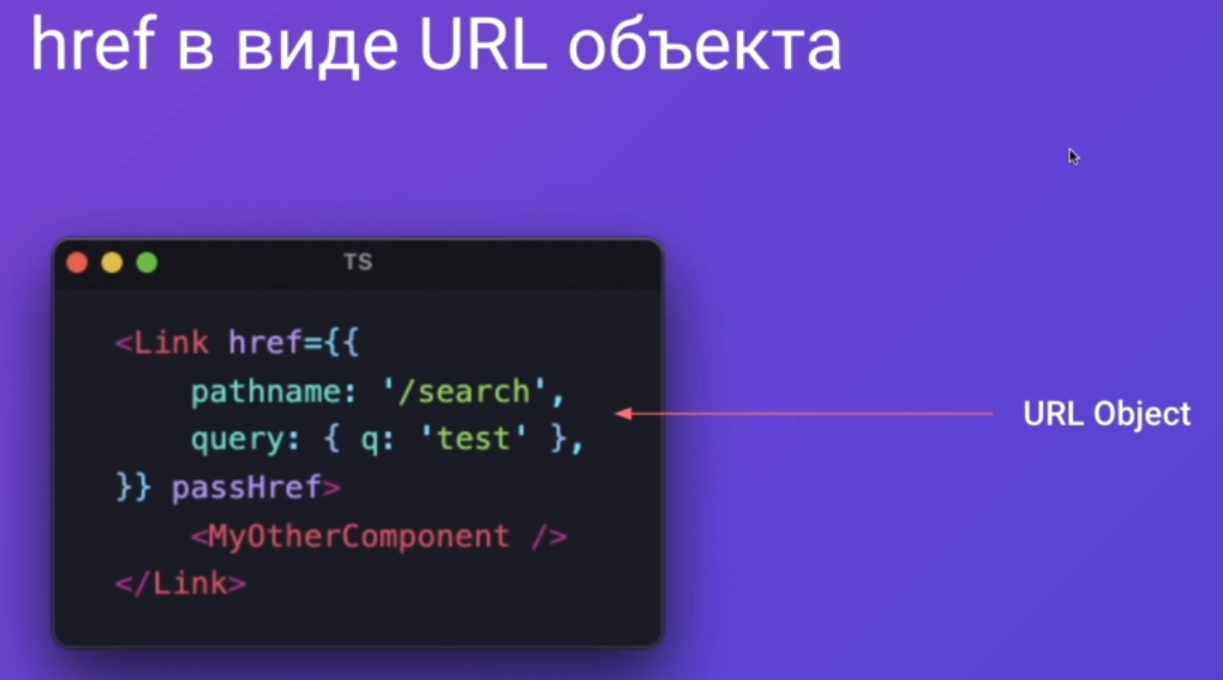 href в виде URL объекта
TS
<Link href={{
    pathname: '/search',
    query: { q: 'test' },
}} passHref>
    <MyOtherComponent />
</Link>
URL Object